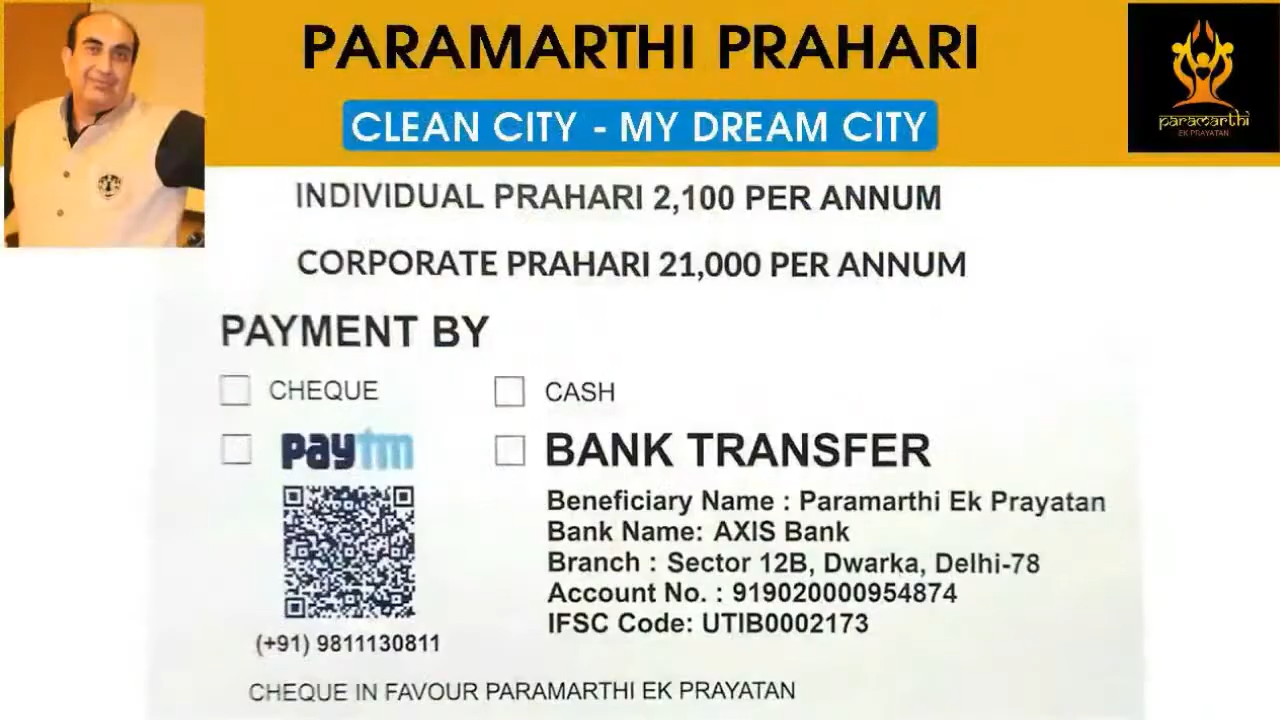 PARAMARTHI PRAHARI
CLEAN CITY - MY DREAM CITY
paramarthi
EK PRAYATAN
INDIVIDUAL PRAHARI 2,100 PER ANNUM
CORPORATE PRAHARI 21,000 PER ANNUM
PAYMENT BY
CHEQUE
CASH
paytm
BANK TRANSFER
Beneficiary Name : Paramarthi Ek Prayatan
Bank Name: AXIS Bank
Branch : Sector 12B, Dwarka, Delhi-78
Account No. : 919020000954874
IFSC Code: UTIB0002173
(+91) 9811130811
CHEQUE IN FAVOUR PARAMARTHI EK PRAYATAN